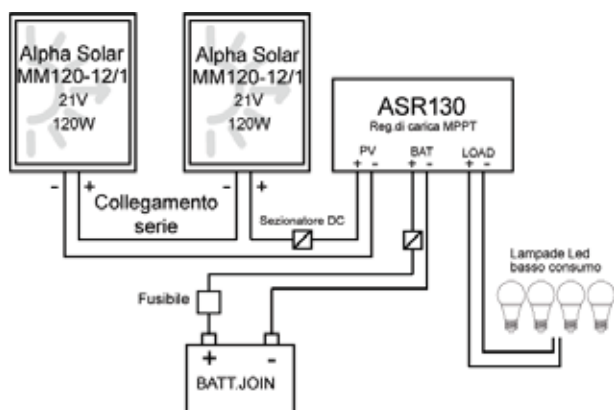 Alpha Solar
MM120-12/1
21V
120W
Alpha Solar
MM120-12/1
21V
120W
ASR130
Reg.di carica MPPT
PV BAT LOAD
+ - + - + -
- + - +
Collegamento
serie
Sezionatore DC
Lampade Led
basso consumo
Fusibile
+ -
BATT.JOIN